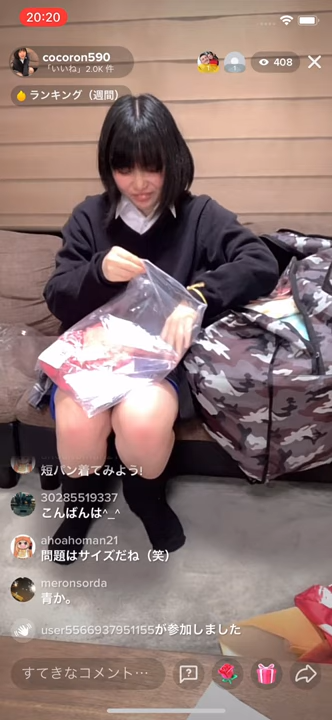 20:20
cocoron590
「いいね」2.0K 件
408
ランキング（週間）
短パン着てみよう!
30285519337
こんばんは^_^
ahoahoman21
問題はサイズだね（笑）
meronsorda
青か。
user5566937951155が参加しました
すてきなコメント…